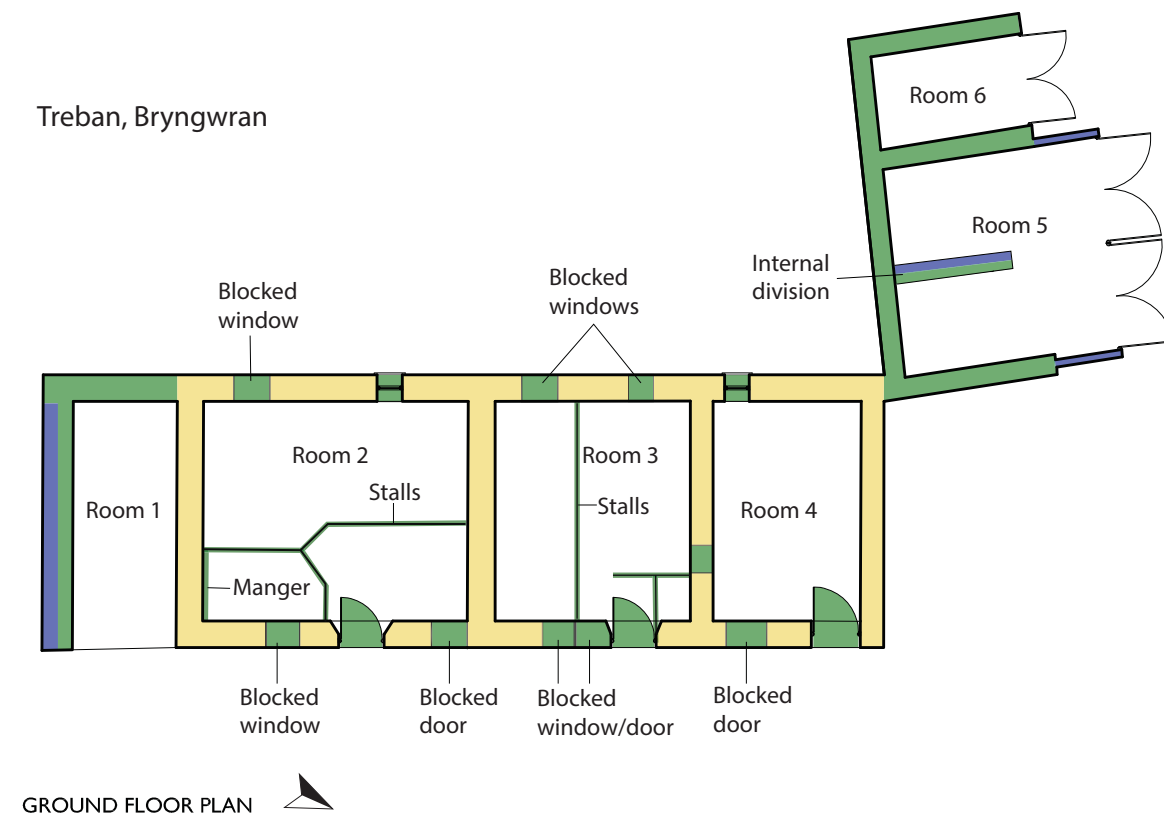 Treban, Bryngwran
Room 6
Room 5
Internal
division
Blocked
window
Blocked
windows
Room 2
Stalls
Room 3
Stalls
Room 1
Room 4
Manger
Blocked
window
Blocked
door
Blocked
window/door
Blocked
door
GROUND FLOOR PLAN